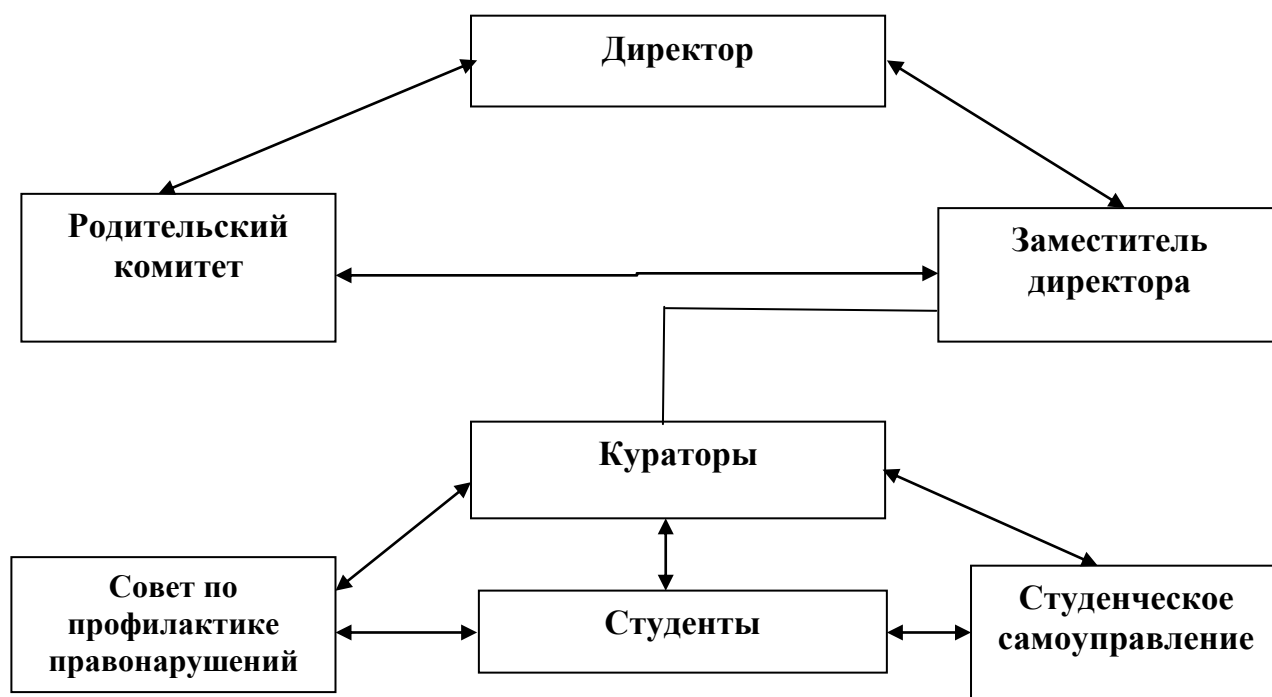 Директор
Родительский
комитет
Заместитель
директора
Кураторы
Совет по
профилактике
правонарушений
Студенты
Студенческое
самоуправление